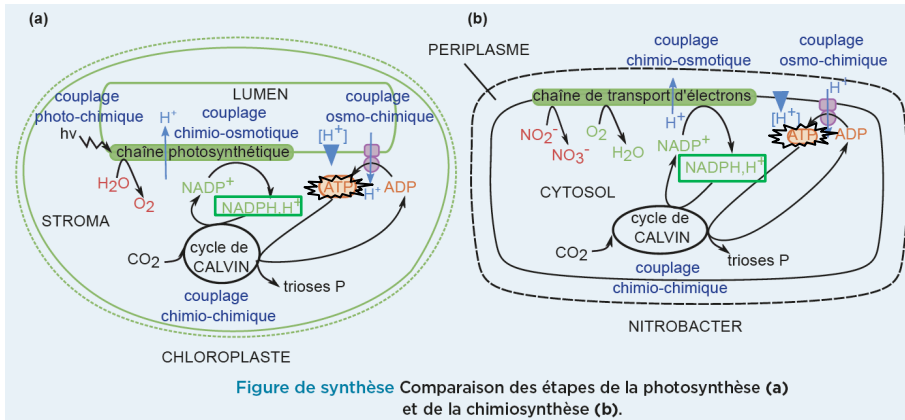 (a)
LUMEN
couplage
photo-chimique
hν
H⁺
couplage
chimio-osmotique
couplage
osmo-chimique
[H⁺]
chaîne photosynthétique
H₂O
O₂
NADP⁺
NADPH,H⁺
ATP
H⁺
ADP
STROMA
CO₂
cycle de
CALVIN
trioses P
couplage
chimio-chimique
CHLOROPLASTE
(b)
PERIPLASME
couplage
chimio-osmotique
couplage
osmo-chimique
H⁺
chaîne de transport d'électrons
H⁺
[H⁺]
NO₂⁻
NO₃⁻
O₂
H₂O
NADP⁺
NADPH,H⁺
ATP
ADP
CYTOSOL
CO₂
cycle de
CALVIN
trioses P
couplage
chimio-chimique
NITROBACTER
Figure de synthèse Comparaison des étapes de la photosynthèse (a)
et de la chimiosynthèse (b).